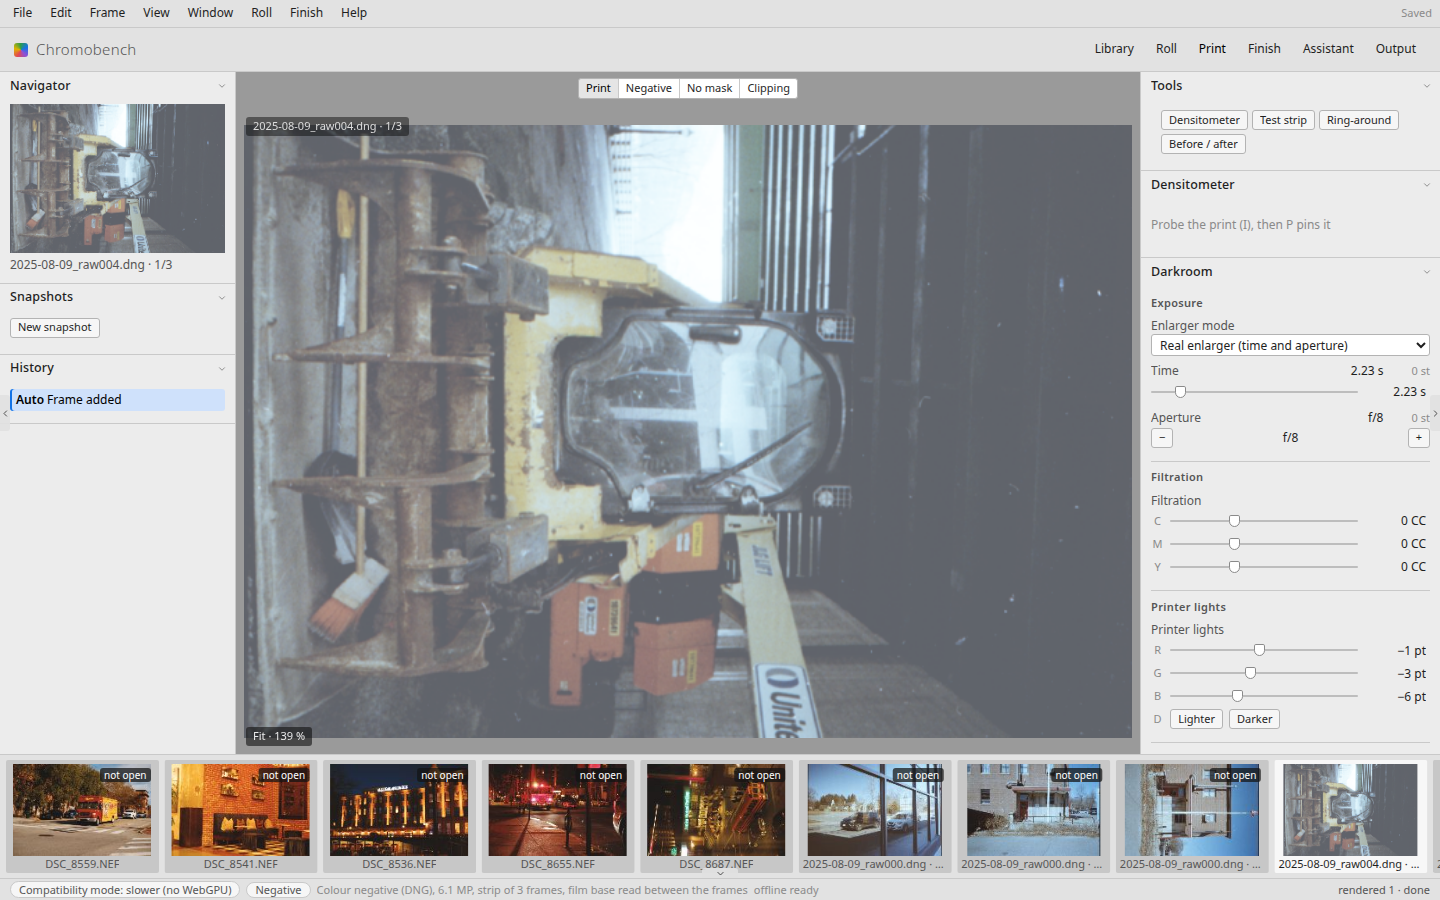 File Edit Frame View Window Roll Finish Help
Saved
Chromobench
Library Roll Print Finish Assistant Output
Navigator
2025-08-09_raw004.dng · 1/3
Snapshots
New snapshot
History
Auto Frame added
Print Negative No mask Clipping
2025-08-09_raw004.dng · 1/3
Unite
Fit · 139 %
Tools
Densitometer Test strip Ring-around
Before / after
Densitometer
Probe the print (I), then P pins it
Darkroom
Exposure
Enlarger mode
Real enlarger (time and aperture)
Time 2.23 s 0 st
2.23 s
Aperture f/8 0 st
− f/8 +
Filtration
Filtration
C 0 CC
M 0 CC
Y 0 CC
Printer lights
Printer lights
R −1 pt
G −3 pt
B −6 pt
D Lighter Darker
not open not open not open not open not open not open not open not open
DSC_8559.NEF DSC_8541.NEF DSC_8536.NEF DSC_8655.NEF DSC_8687.NEF 2025-08-09_raw000.dng · ... 2025-08-09_raw000.dng · ... 2025-08-09_raw000.dng · ... 2025-08-09_raw004.dng · ...
Compatibility mode: slower (no WebGPU) Negative Colour negative (DNG), 6.1 MP, strip of 3 frames, film base read between the frames offline ready
rendered 1 · done